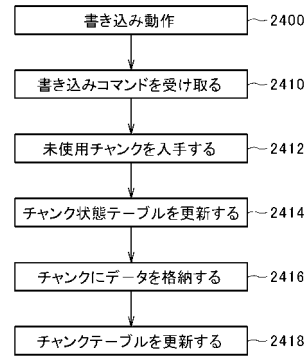 書き込み動作 2400
書き込みコマンドを受け取る 2410
未使用チャンクを入手する 2412
チャンク状態テーブルを更新する 2414
チャンクにデータを格納する 2416
チャンクテーブルを更新する 2418